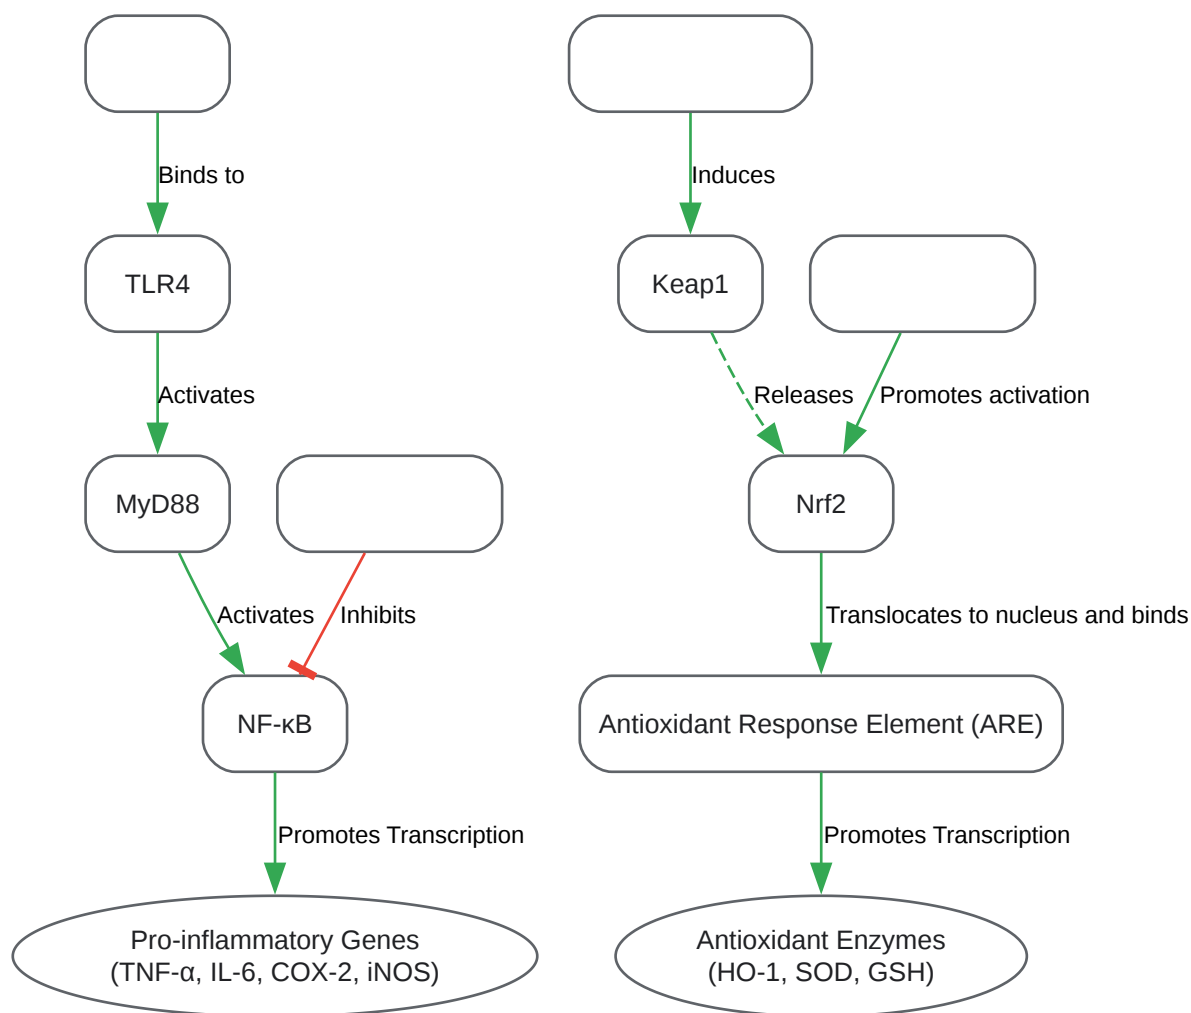 Binds to
Induces
TLR4
Keap1
Activates
Releases
Promotes activation
MyD88
Nrf2
Activates
Inhibits
Translocates to nucleus and binds
NF-κB
Antioxidant Response Element (ARE)
Promotes Transcription
Promotes Transcription
Pro-inflammatory Genes
(TNF-α, IL-6, COX-2, iNOS)
Antioxidant Enzymes
(HO-1, SOD, GSH)